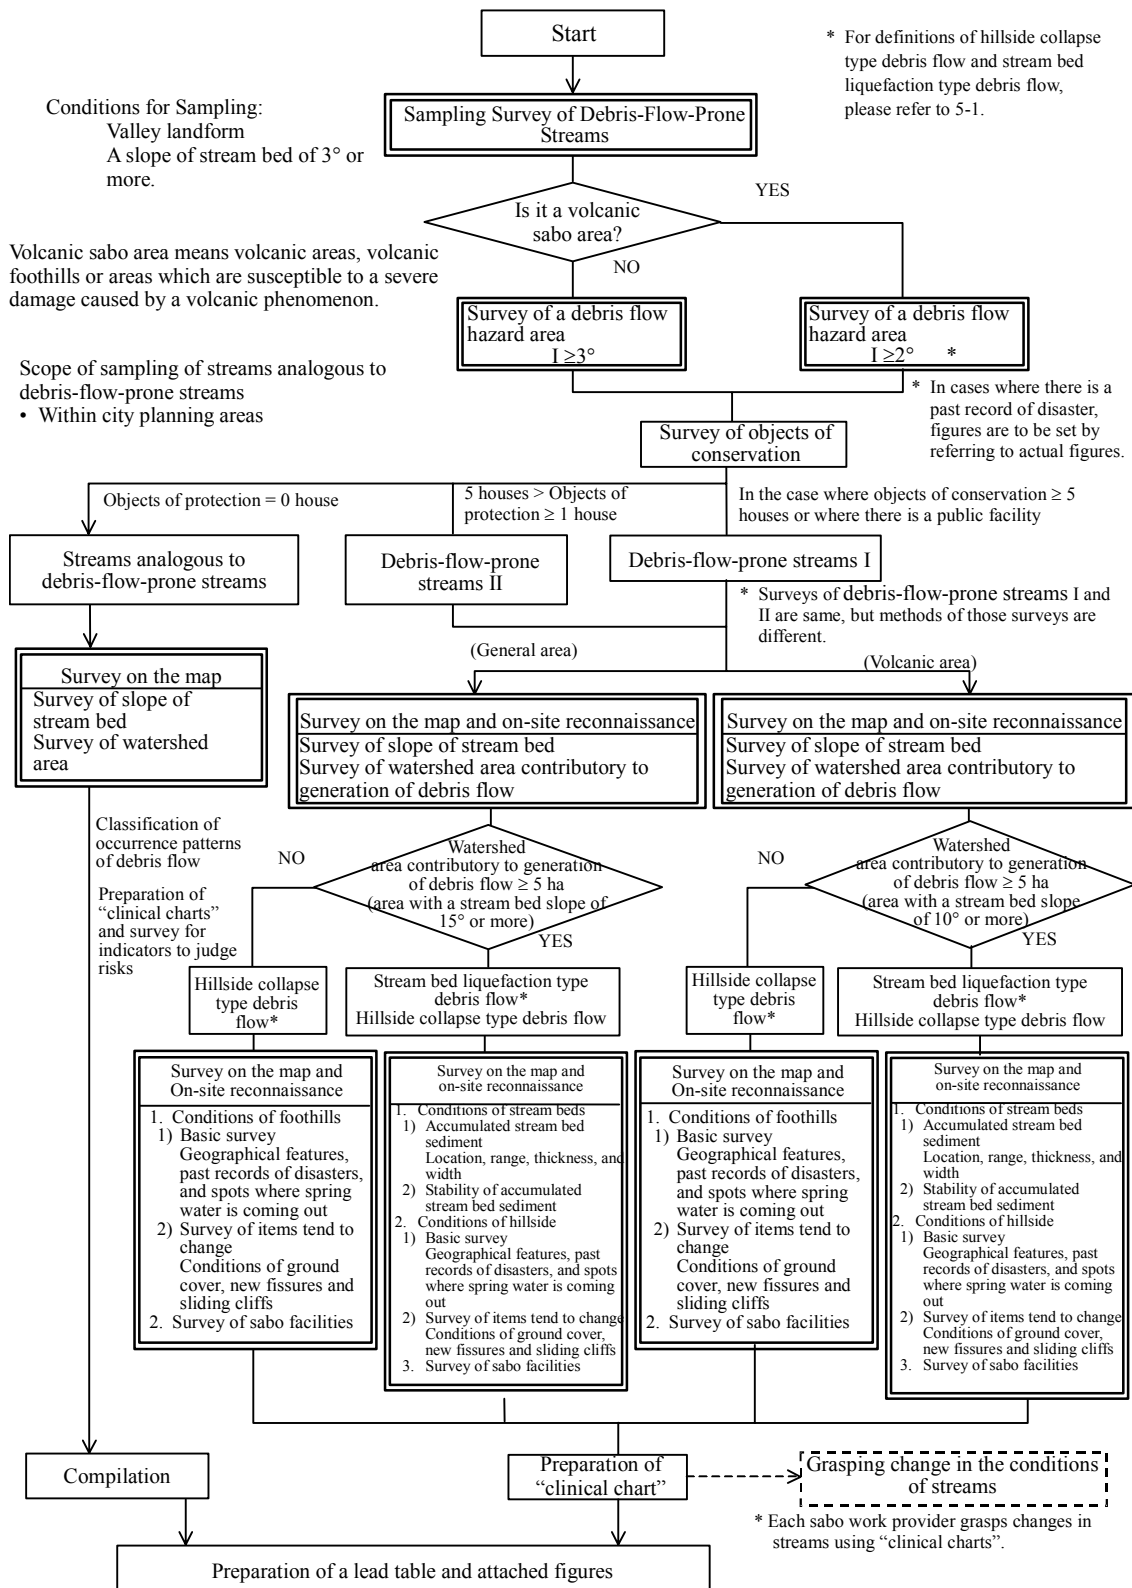 Start
* For definitions of hillside collapse
type debris flow and stream bed
liquefaction type debris flow,
please refer to 5-1.
Conditions for Sampling:
Valley landform
A slope of stream bed of 3° or
more.
Sampling Survey of Debris-Flow-Prone
Streams
YES
Is it a volcanic
sabo area?
NO
Volcanic sabo area means volcanic areas, volcanic
foothills or areas which are susceptible to a severe
damage caused by a volcanic phenomenon.
Survey of a debris flow
hazard area
I ≥3°
Survey of a debris flow
hazard area
I ≥2° *
Scope of sampling of streams analogous to
debris-flow-prone streams
• Within city planning areas
* In cases where there is a
past record of disaster,
figures are to be set by
referring to actual figures.
Survey of objects of
conservation
Objects of protection = 0 house
5 houses > Objects of
protection ≥ 1 house
In the case where objects of conservation ≥ 5
houses or where there is a public facility
Streams analogous to
debris-flow-prone streams
Debris-flow-prone
streams II
Debris-flow-prone streams I
* Surveys of debris-flow-prone streams I and
II are same, but methods of those surveys are
different.
(General area)
(Volcanic area)
Survey on the map
Survey of slope of
stream bed
Survey of watershed
area
Survey on the map and on-site reconnaissance
Survey of slope of stream bed
Survey of watershed area contributory to
generation of debris flow
Survey on the map and on-site reconnaissance
Survey of slope of stream bed
Survey of watershed area contributory to
generation of debris flow
Classification of
occurrence patterns
of debris flow
Preparation of
“clinical charts”
and survey for
indicators to judge
risks
NO
Watershed
area contributory to generation
of debris flow ≥ 5 ha
(area with a stream bed slope of
15° or more)
YES
NO
Watershed
area contributory to generation
of debris flow ≥ 5 ha
(area with a stream bed slope
of 10° or more)
YES
Hillside collapse
type debris
flow*
Stream bed liquefaction type
debris flow*
Hillside collapse type debris flow
Hillside collapse
type debris
flow*
Stream bed liquefaction type
debris flow*
Hillside collapse type debris flow
Survey on the map and
On-site reconnaissance
1. Conditions of foothills
1) Basic survey
Geographical features,
past records of disasters,
and spots where spring
water is coming out
2) Survey of items tend to
change
Conditions of ground
cover, new fissures and
sliding cliffs
2. Survey of sabo facilities
Survey on the map and
on-site reconnaissance
1. Conditions of stream beds
1) Accumulated stream bed
sediment
Location, range, thickness, and
width
2) Stability of accumulated
stream bed sediment
2. Conditions of hillside
1) Basic survey
Geographical features, past
records of disasters, and spots
where spring water is coming
out
2) Survey of items tend to change
Conditions of ground cover,
new fissures and sliding cliffs
3. Survey of sabo facilities
Survey on the map and
On-site reconnaissance
1. Conditions of foothills
1) Basic survey
Geographical features,
past records of disasters,
and spots where spring
water is coming out
2) Survey of items tend to
change
Conditions of ground
cover, new fissures and
sliding cliffs
2. Survey of sabo facilities
Survey on the map and
on-site reconnaissance
1. Conditions of stream beds
1) Accumulated stream bed
sediment
Location, range, thickness, and
width
2) Stability of accumulated
stream bed sediment
2. Conditions of hillside
1) Basic survey
Geographical features, past
records of disasters, and spots
where spring water is coming
out
2) Survey of items tend to change
Conditions of ground cover,
new fissures and sliding cliffs
3. Survey of sabo facilities
Compilation
Preparation of
“clinical chart”
Grasping change in the conditions
of streams
* Each sabo work provider grasps changes in
streams using “clinical charts”.
Preparation of a lead table and attached figures